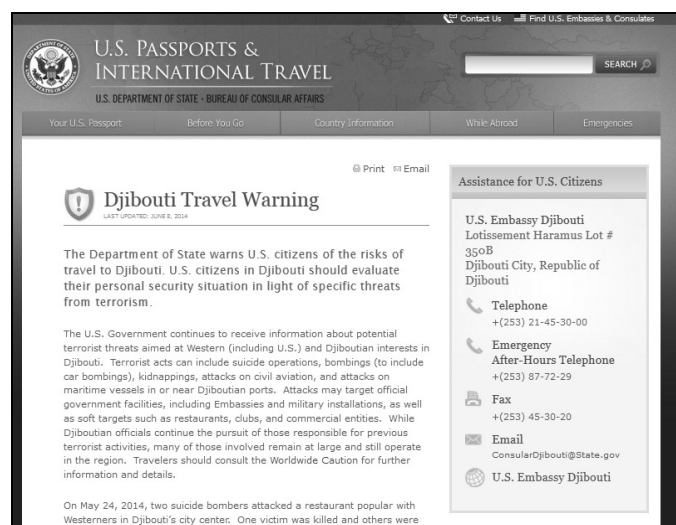 Contact Us
Find U.S. Embassies & Consulates
U.S. PASSPORTS &
INTERNATIONAL TRAVEL
U.S. DEPARTMENT OF STATE • BUREAU OF CONSULAR AFFAIRS
SEARCH
Your U.S. Passport
Before You Go
Country Information
While Abroad
Emergencies
Print
Email
Djibouti Travel Warning
LAST UPDATED: JUNE 8, 2014
The Department of State warns U.S. citizens of the risks of
travel to Djibouti. U.S. citizens in Djibouti should evaluate
their personal security situation in light of specific threats
from terrorism.
The U.S. Government continues to receive information about potential
terrorist threats aimed at Western (including U.S.) and Djiboutian interests in
Djibouti. Terrorist acts can include suicide operations, bombings (to include
car bombings), kidnappings, attacks on civil aviation, and attacks on
maritime vessels in or near Djiboutian ports. Attacks may target official
government facilities, including Embassies and military installations, as well
as soft targets such as restaurants, clubs, and commercial entities. While
Djiboutian officials continue the pursuit of those responsible for previous
terrorist activities, many of those involved remain at large and still operate
in the region. Travelers should consult the Worldwide Caution for further
information and details.
On May 24, 2014, two suicide bombers attacked a restaurant popular with
Westerners in Djibouti's city center. One victim was killed and others were
Assistance for U.S. Citizens
U.S. Embassy Djibouti
Lotissement Haramus Lot #
350B
Djibouti City, Republic of
Djibouti
Telephone
+(253) 21-45-30-00
Emergency
After-Hours Telephone
+(253) 87-72-29
Fax
+(253) 45-30-20
Email
ConsularDjibouti@State.gov
U.S. Embassy Djibouti